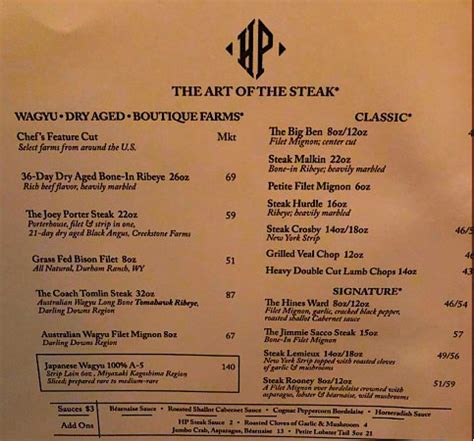 HP
THE ART OF THE STEAK*
WAGYU • DRY AGED • BOUTIQUE FARMS*
Chef's Feature Cut Mkt
Select farms from around the U.S.
36-Day Dry Aged Bone-In Ribeye 26oz 69
Rich beef flavor, heavily marbled
The Joey Porter Steak 22oz 59
Porterhouse, filet & strip in one,
21-day dry aged Black Angus, Creekstone Farms
Grass Fed Bison Filet 8oz 51
All Natural, Durham Ranch, WY
The Coach Tomlin Steak 32oz 87
Australian Wagyu Long Bone Tomahawk Ribeye,
Darling Downs Region
Australian Wagyu Filet Mignon 8oz 67
Darling Downs Region
Japanese Wagyu 100% A-5 140
Strip Loin 6oz, Miyazaki Kagoshima Region
Sliced; prepared rare to medium-rare
CLASSIC*
The Big Ben 8oz/12oz
Filet Mignon; center cut
Steak Malkin 22oz
Bone-in Ribeye; heavily marbled
Petite Filet Mignon 6oz
Steak Hurdle 16oz
Ribeye; heavily marbled
Steak Crosby 14oz/18oz 46/54
New York Strip
Grilled Veal Chop 12oz
Heavy Double Cut Lamb Chops 14oz
SIGNATURE*
The Hines Ward 8oz/12oz 46/54
Filet Mignon, garlic, cracked black pepper,
roasted shallot Cabernet sauce
The Jimmie Sacco Steak 15oz 57
Bone-In Filet Mignon
Steak Lemieux 14oz/18oz 49/56
New York Strip topped with roasted cloves
of garlic & mushrooms
Steak Rooney 8oz/12oz 51/59
A Filet Mignon over bordelaise crowned with
asparagus, crab, béarnaise, roasted cloves
of garlic & mushroom
Sauces $3 Béarnaise Sauce • Roasted Shallot Cabernet Sauce • Cognac Peppercorn Bordelaise • Horseradish Sauce
Add Ons HP Steak Sauce 2 • Roasted Cloves of Garlic & Mushroom 4
Jumbo Crab, Asparagus, Béarnaise 13 • Petite Lobster Tail 5oz 21